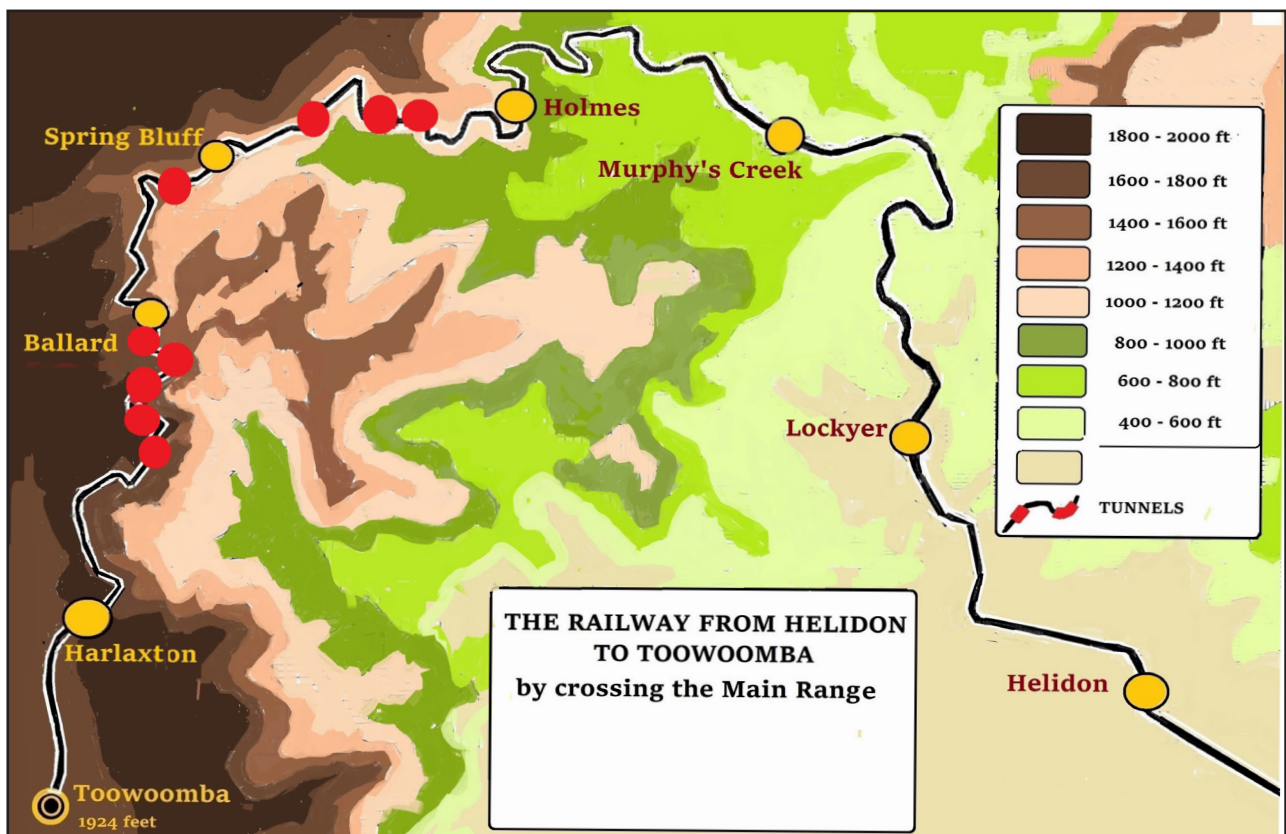 Holmes
Spring Bluff
Murphy's Creek
Ballard
Lockyer
Harlaxton
Helidon
Toowoomba
1924 feet
1800 - 2000 ft
1600 - 1800 ft
1400 - 1600 ft
1200 - 1400 ft
1000 - 1200 ft
800 - 1000 ft
600 - 800 ft
400 - 600 ft
TUNNELS
THE RAILWAY FROM HELIDON
TO TOOWOOMBA
by crossing the Main Range